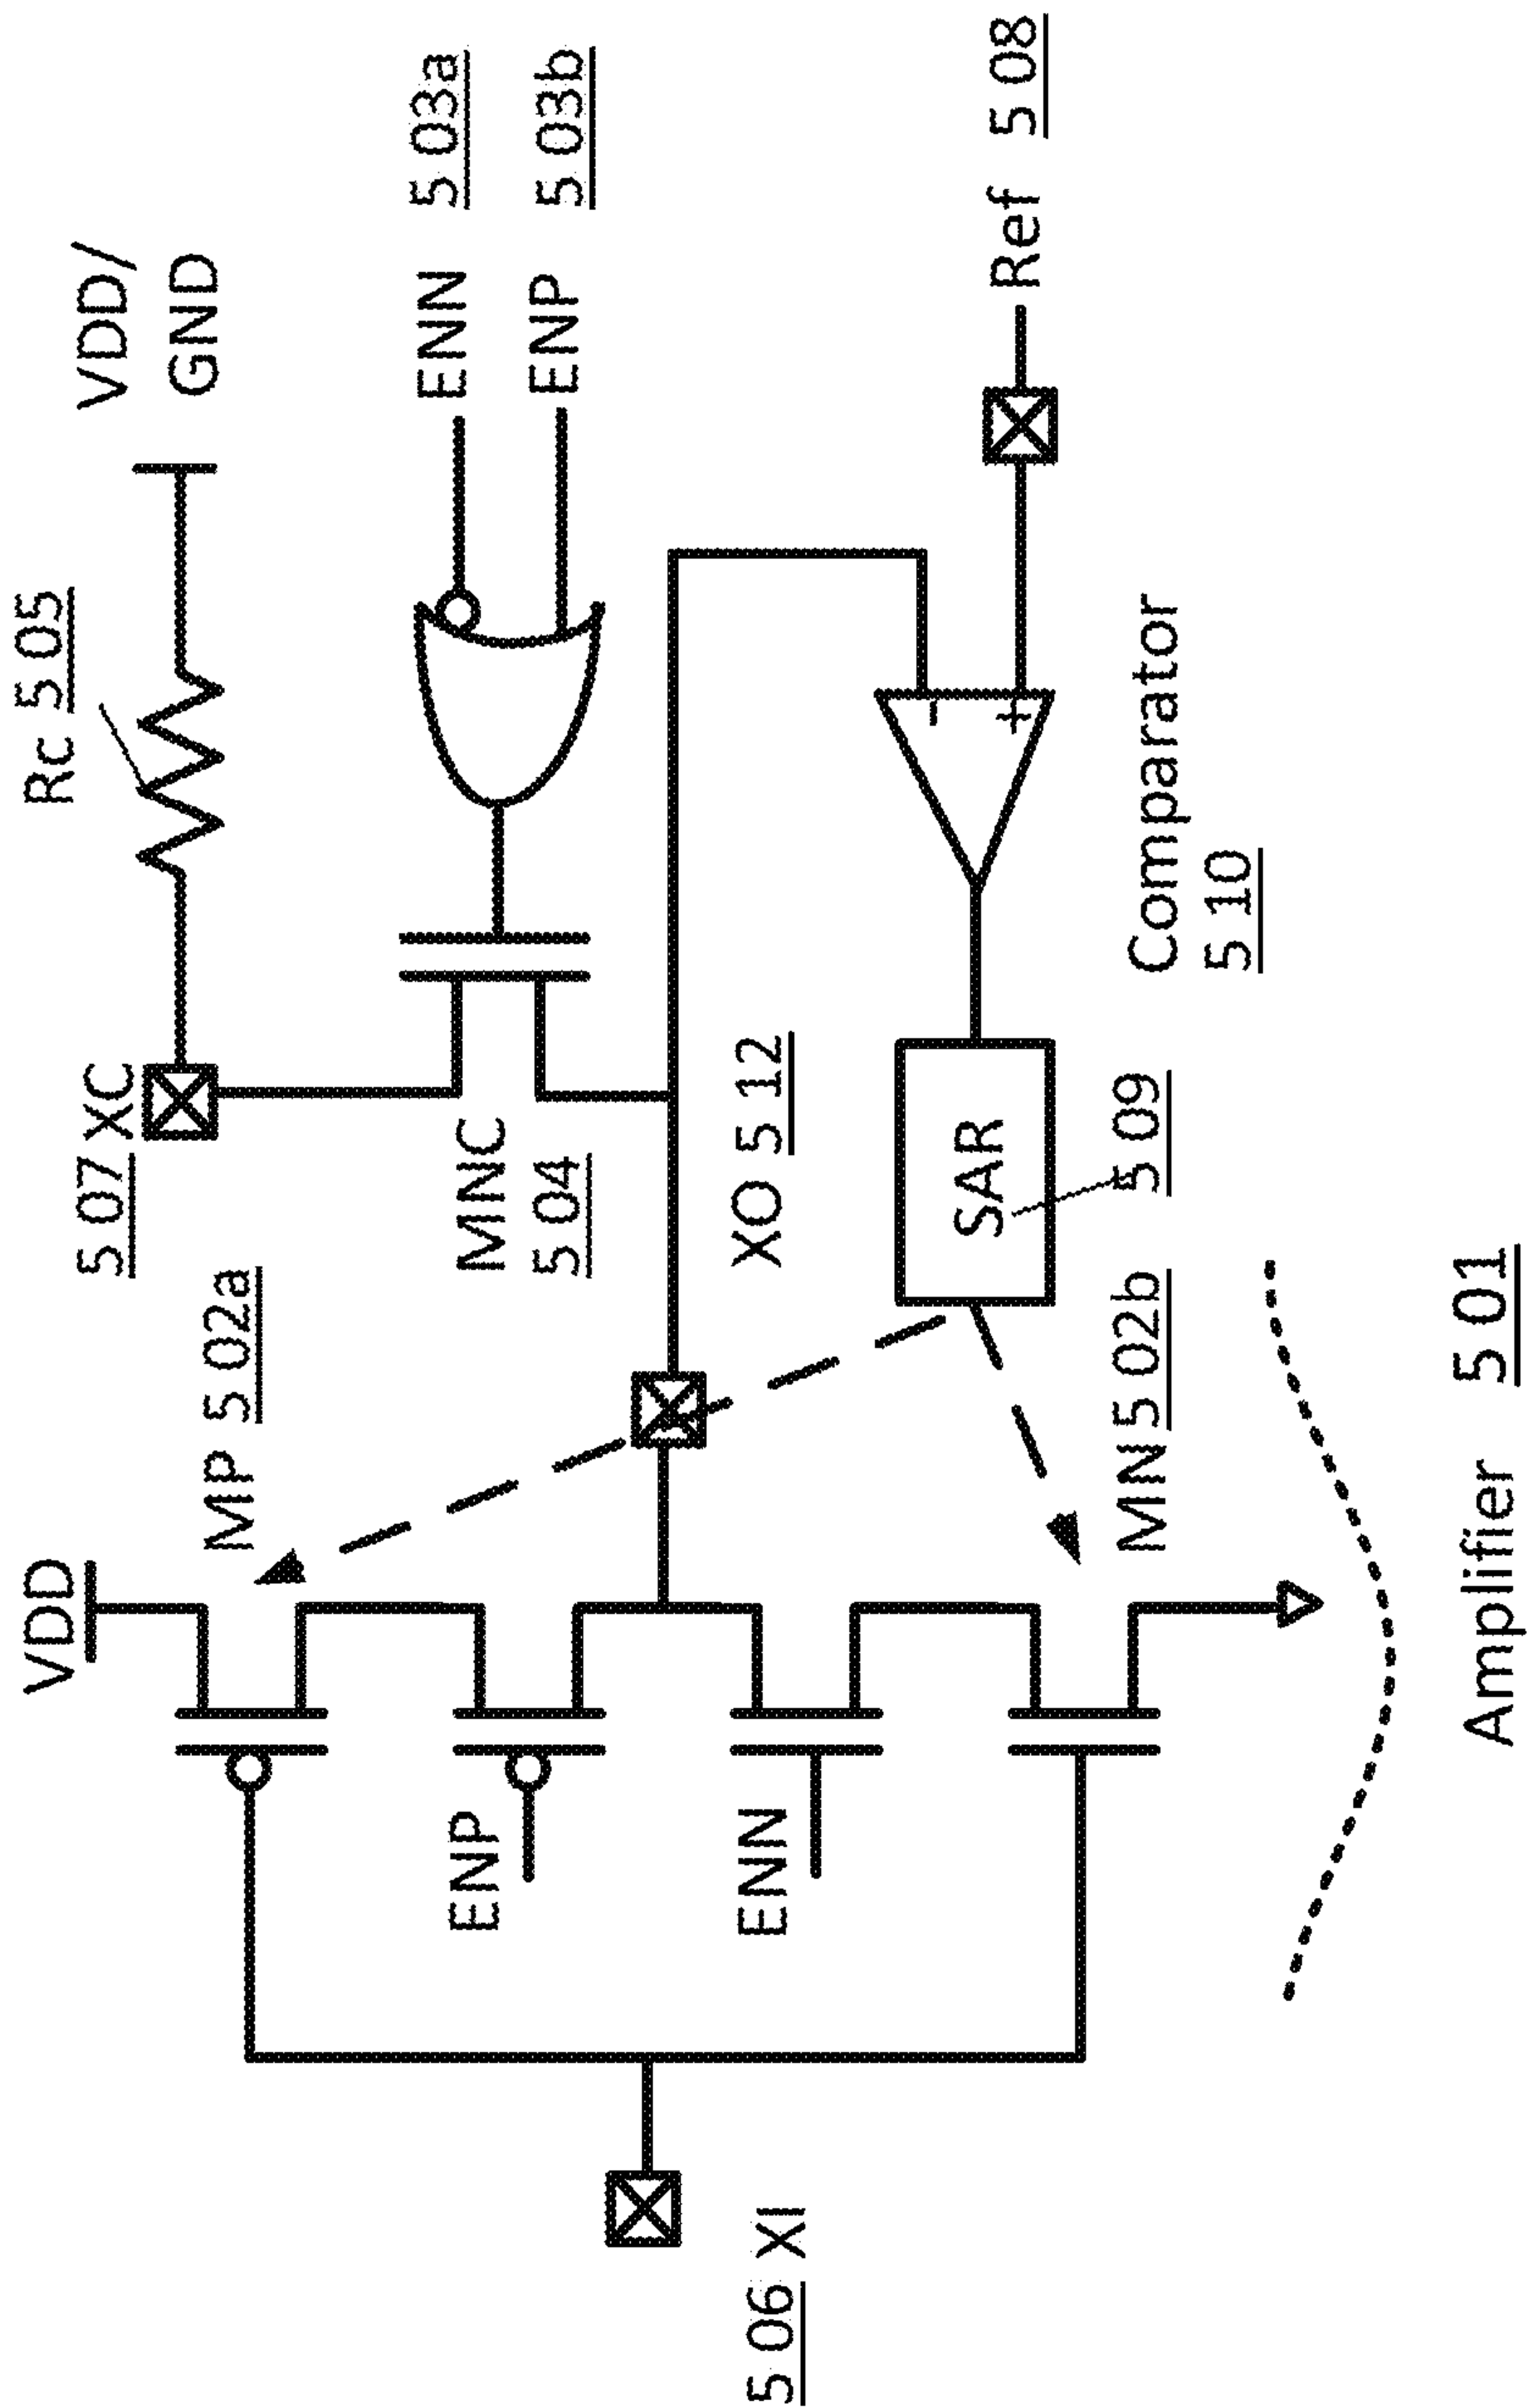 VDD
MP 5 02a
5 07 XC
Rc 5 05
VDD/
GND
ENP
MNC
5 04
ENN 5 03a
ENP 5 03b
ENN
XO 5 12
5 06 XI
MN 5 02b
SAR
5 09
-
+
Ref 5 08
Comparator
5 10
Amplifier 5 01